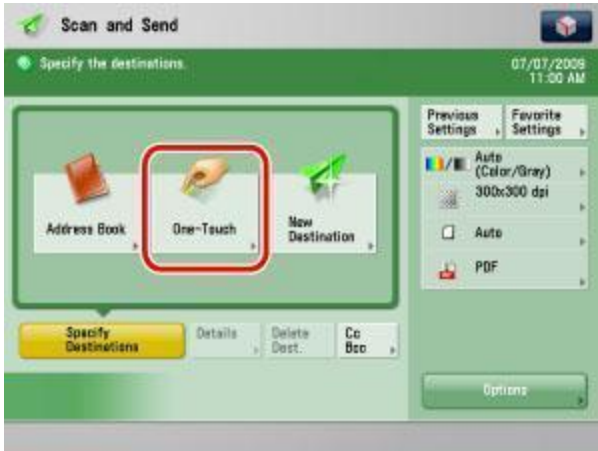 Scan and Send
Specify the destinations.
07/07/2009
11:00 AM
Previous
Settings
Favorite
Settings
Auto
(Color/Gray)
300x300 dpi
Auto
PDF
Address Book
One-Touch
New
Destination
Specify
Destinations
Details
Delete
Dest.
Cc
Bcc
Options